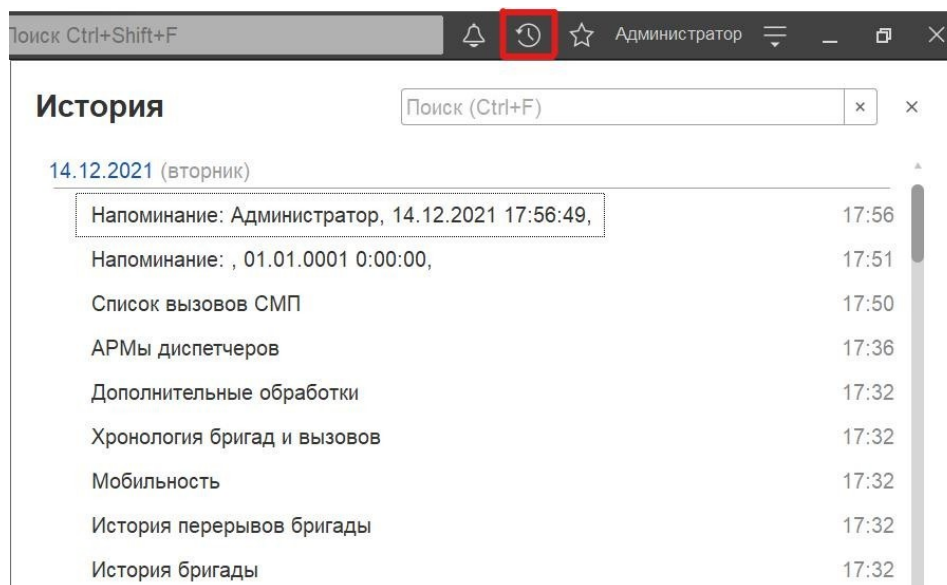 Поиск Ctrl+Shift+F Администратор
История Поиск (Ctrl+F)
14.12.2021 (вторник)
Напоминание: Администратор, 14.12.2021 17:56:49, 17:56
Напоминание: , 01.01.0001 0:00:00, 17:51
Список вызовов СМП 17:50
АРМы диспетчеров 17:36
Дополнительные обработки 17:32
Хронология бригад и вызовов 17:32
Мобильность 17:32
История перерывов бригады 17:32
История бригады 17:32